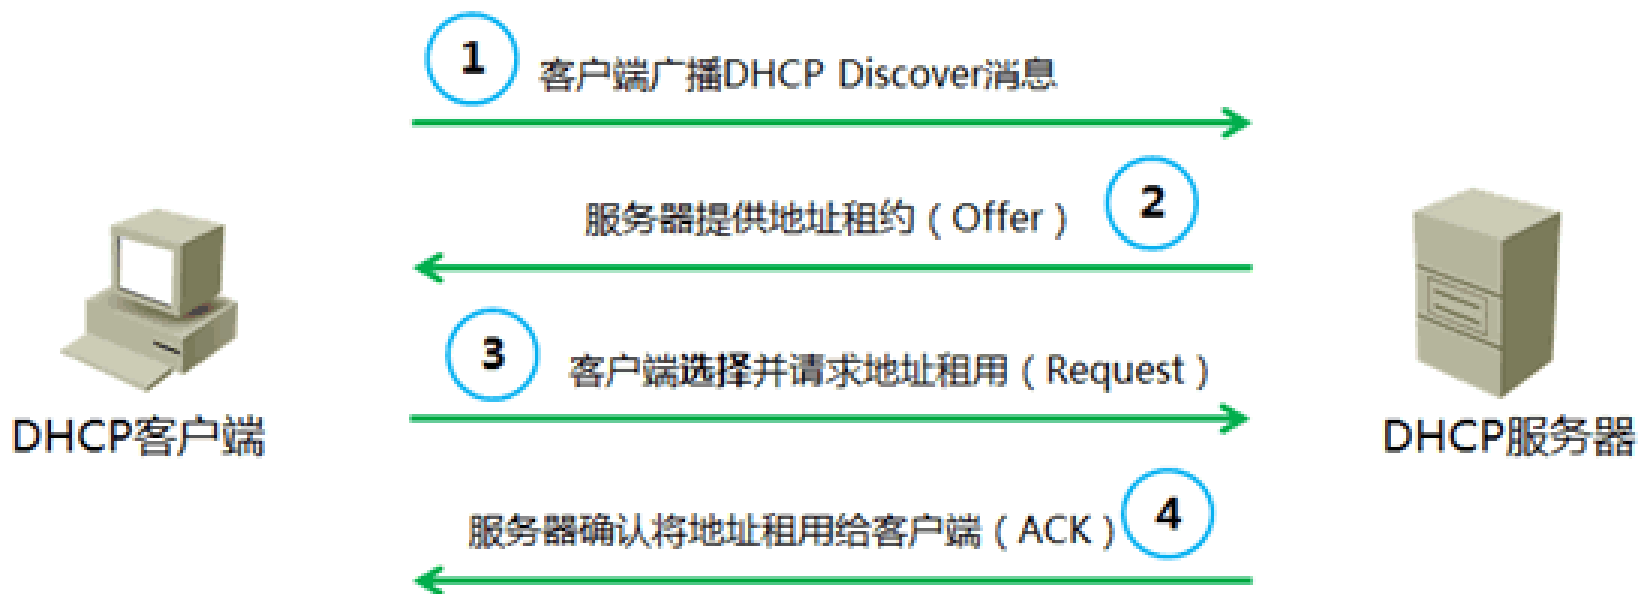 1
客户端广播DHCP Discover消息
2
服务器提供地址租约（Offer）
3
客户端选择并请求地址租用（Request）
DHCP客户端
DHCP服务器
4
服务器确认将地址租用给客户端（ACK）